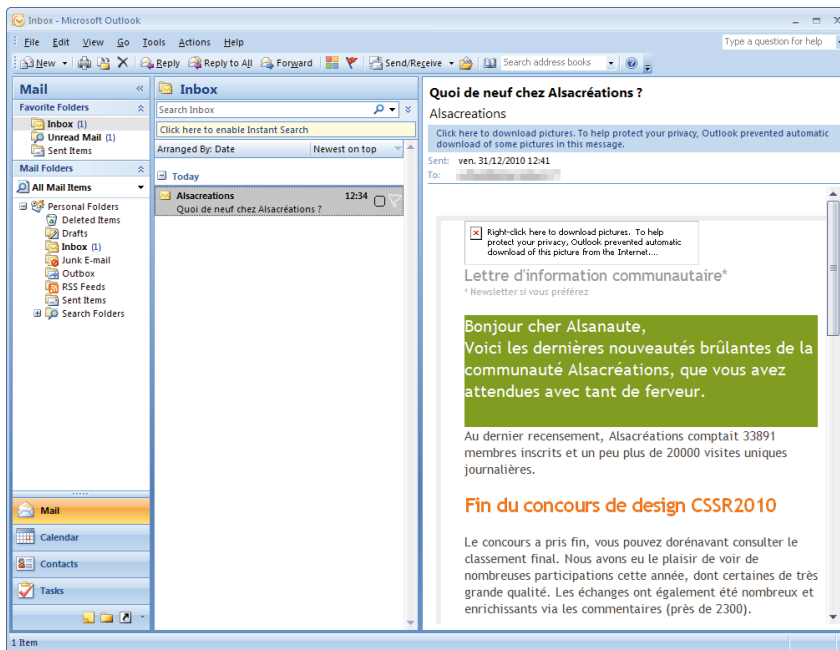 Inbox - Microsoft Outlook
File Edit View Go Tools Actions Help
Type a question for help
New Reply Reply to All Forward Send/Receive Search address books
Mail
Favorite Folders
Inbox (1)
Unread Mail (1)
Sent Items
Mail Folders
All Mail Items
Personal Folders
Deleted Items
Drafts
Inbox (1)
Junk E-mail
Outbox
RSS Feeds
Sent Items
Search Folders
Mail
Calendar
Contacts
Tasks
Inbox
Search Inbox
Click here to enable Instant Search
Arranged By: Date Newest on top
Today
Alsacreations 12:34
Quoi de neuf chez Alsacréations ?
Quoi de neuf chez Alsacréations ?
Alsacreations
Click here to download pictures. To help protect your privacy, Outlook prevented automatic
download of some pictures in this message.
Sent: ven. 31/12/2010 12:41
To:
Right-click here to download pictures. To help
protect your privacy, Outlook prevented automatic
download of this picture from the Internet....
Lettre d'information communautaire*
* Newsletter si vous préférez
Bonjour cher Alsanaute,
Voici les dernières nouveautés brûlantes de la
communauté Alsacréations, que vous avez
attendues avec tant de ferveur.
Au dernier recensement, Alsacréations comptait 33891
membres inscrits et un peu plus de 20000 visites uniques
journalières.
Fin du concours de design CSSR2010
Le concours a pris fin, vous pouvez dorénavant consulter le
classement final. Nous avons eu le plaisir de voir de
nombreuses participations cette année, dont certaines de très
grande qualité. Les échanges ont également été nombreux et
enrichissants via les commentaires (près de 2300).
1 Item